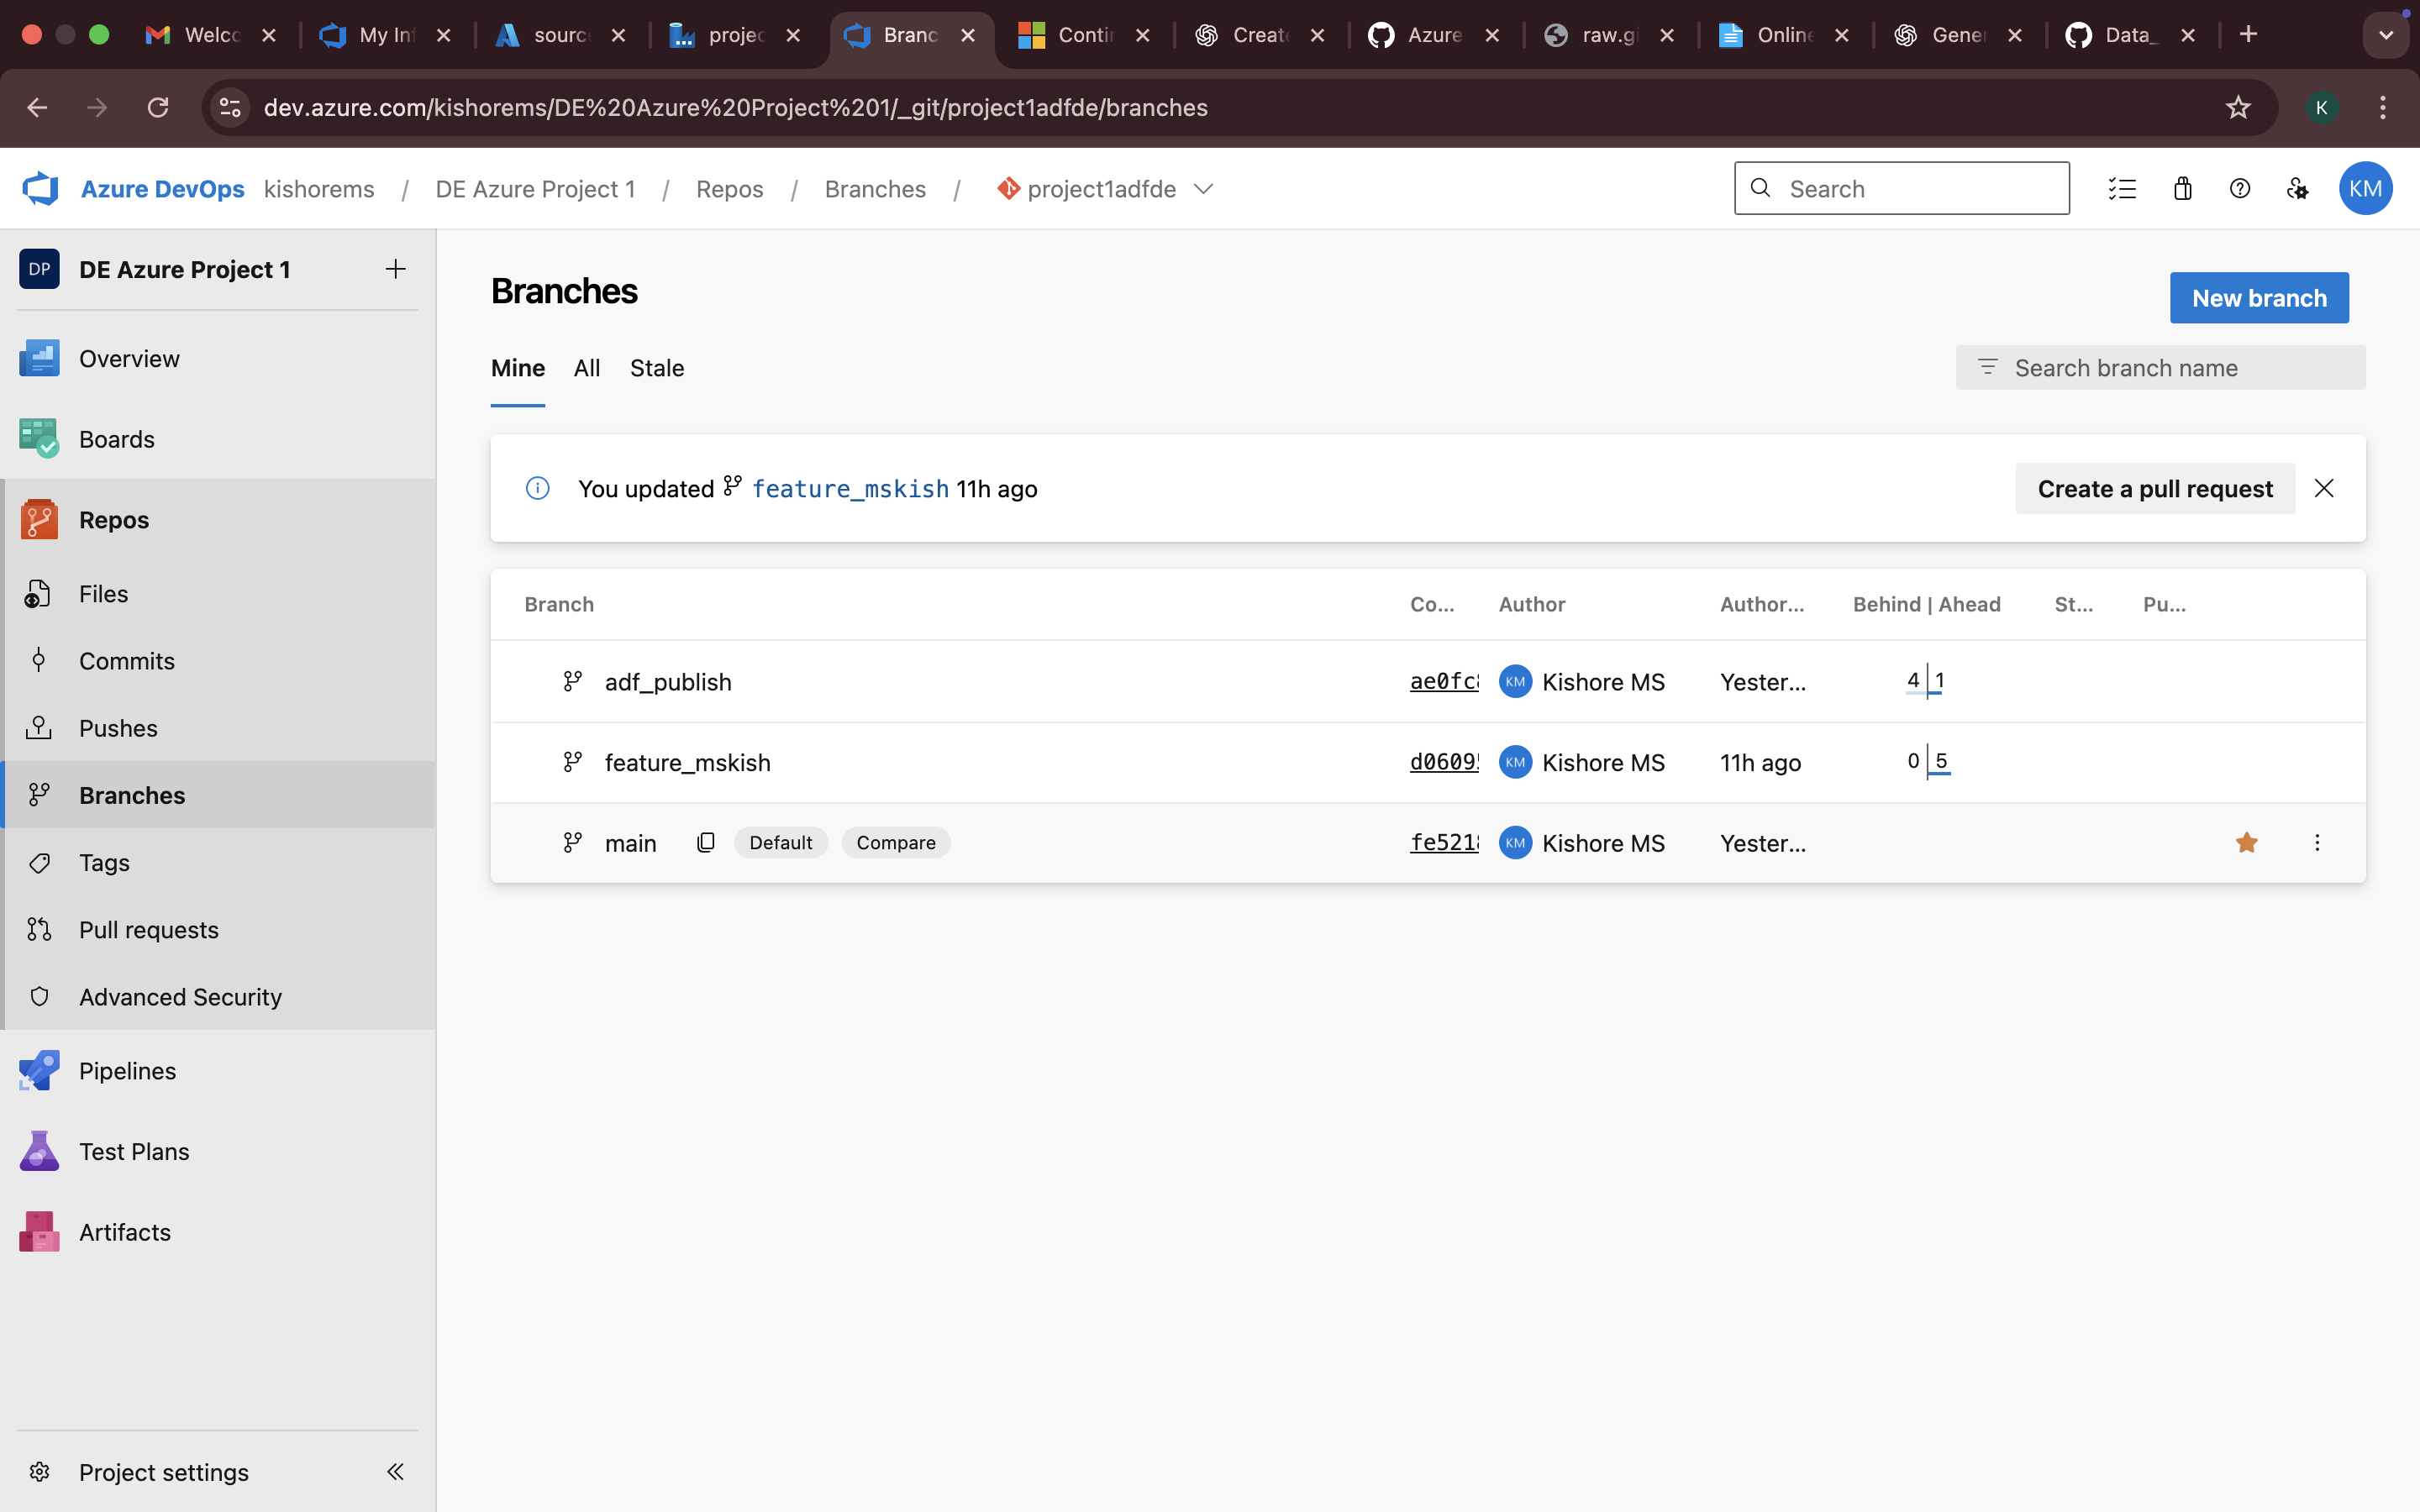 Welco
My Inf
sourc
projec
Branc
Contin
Create
Azure
raw.gi
Online
Gener
Data_
dev.azure.com/kishorems/DE%20Azure%20Project%201/_git/project1adfde/branches
K
Azure DevOps kishorems / DE Azure Project 1 / Repos / Branches / project1adfde
Search
KM
DP DE Azure Project 1
Overview
Boards
Repos
Files
Commits
Pushes
Branches
Tags
Pull requests
Advanced Security
Pipelines
Test Plans
Artifacts
Project settings
Branches
New branch
Mine All Stale
Search branch name
You updated feature_mskish 11h ago
Create a pull request
Branch Co... Author Author... Behind | Ahead St... Pu...
adf_publish ae0fc KM Kishore MS Yester... 4 1
feature_mskish d0609 KM Kishore MS 11h ago 0 5
main Default Compare fe521 KM Kishore MS Yester...